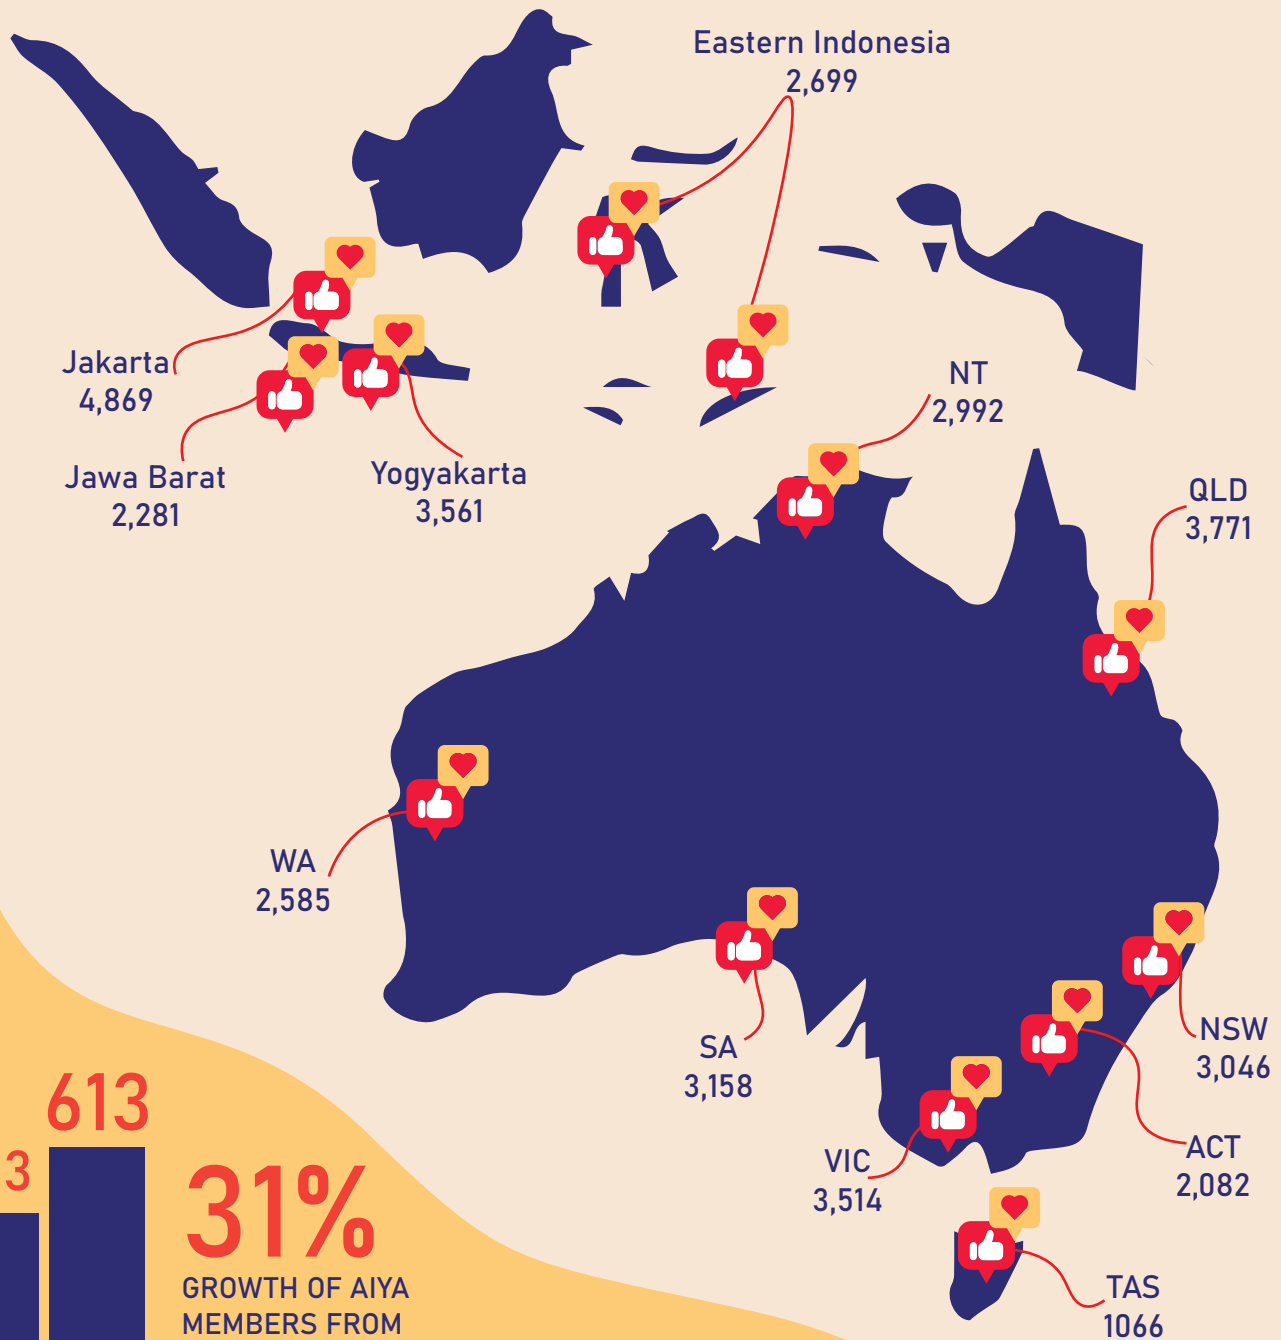 Eastern Indonesia
2,699
Jakarta
4,869
NT
2,992
Jawa Barat
2,281
Yogyakarta
3,561
QLD
3,771
WA
2,585
SA
3,158
NSW
3,046
VIC
3,514
ACT
2,082
TAS
1066
3
613
31%
GROWTH OF AIYA
MEMBERS FROM